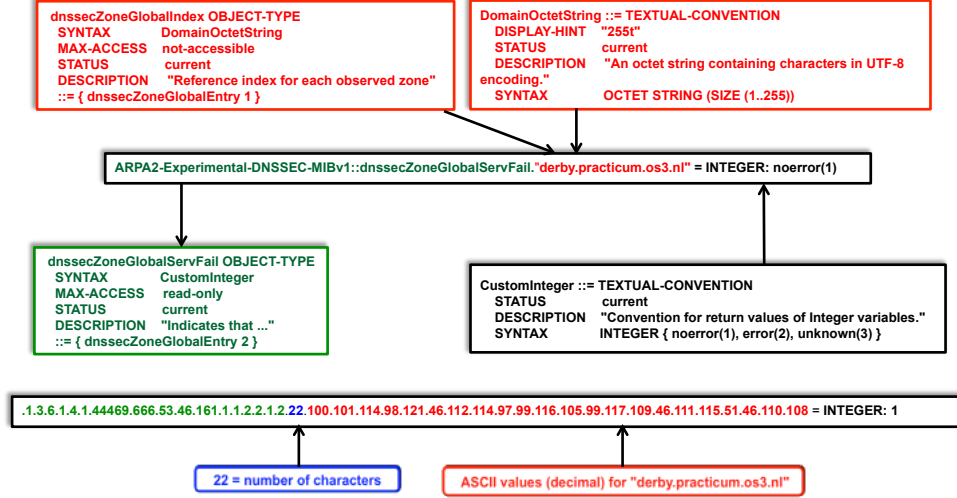 dnssecZoneGlobalIndex OBJECT-TYPE
SYNTAX DomainOctetString
MAX-ACCESS not-accessible
STATUS current
DESCRIPTION "Reference index for each observed zone"
::= { dnssecZoneGlobalEntry 1 }
DomainOctetString ::= TEXTUAL-CONVENTION
DISPLAY-HINT "255t"
STATUS current
DESCRIPTION "An octet string containing characters in UTF-8
encoding."
SYNTAX OCTET STRING (SIZE (1..255))
ARPA2-Experimental-DNSSEC-MIBv1::dnssecZoneGlobalServFail."derby.practicum.os3.nl" = INTEGER: noerror(1)
dnssecZoneGlobalServFail OBJECT-TYPE
SYNTAX CustomInteger
MAX-ACCESS read-only
STATUS current
DESCRIPTION "Indicates that ..."
::= { dnssecZoneGlobalEntry 2 }
CustomInteger ::= TEXTUAL-CONVENTION
STATUS current
DESCRIPTION "Convention for return values of Integer variables."
SYNTAX INTEGER { noerror(1), error(2), unknown(3) }
.1.3.6.1.4.1.44469.666.53.46.161.1.1.2.2.1.2.22.100.101.114.98.121.46.112.114.97.99.116.105.99.117.109.46.111.115.51.46.110.108 = INTEGER: 1
22 = number of characters
ASCII values (decimal) for "derby.practicum.os3.nl"